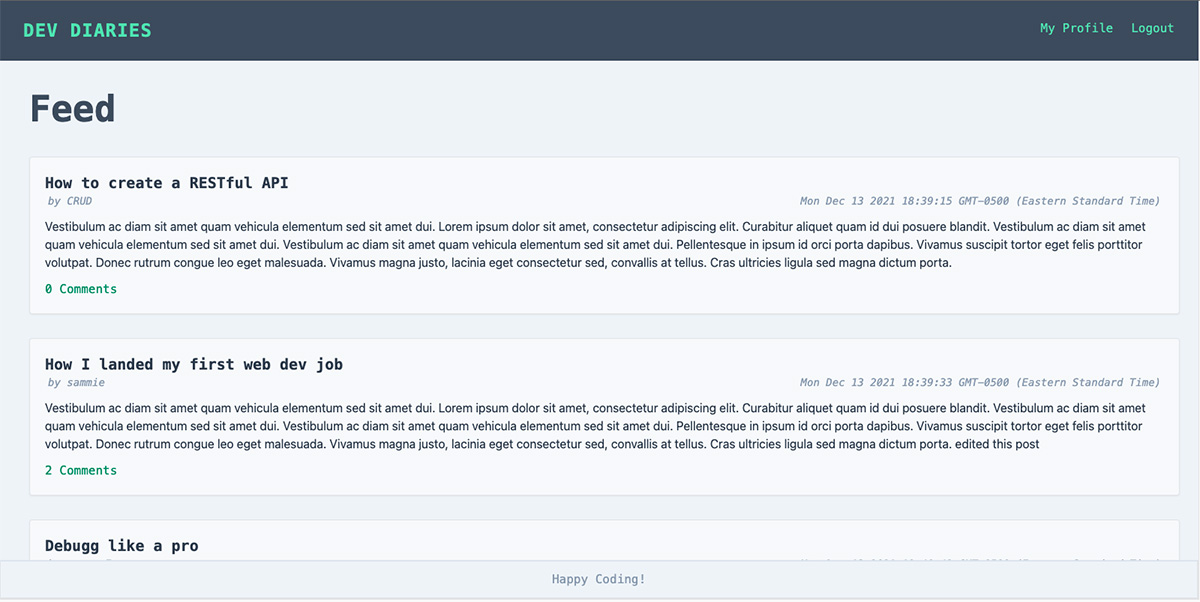 DEV DIARIES
My Profile Logout
Feed
How to create a RESTful API
by CRUD Mon Dec 13 2021 18:39:15 GMT-0500 (Eastern Standard Time)
Vestibulum ac diam sit amet quam vehicula elementum sed sit amet dui. Lorem ipsum dolor sit amet, consectetur adipiscing elit. Curabitur aliquet quam id dui posuere blandit. Vestibulum ac diam sit amet
quam vehicula elementum sed sit amet dui. Vestibulum ac diam sit amet quam vehicula elementum sed sit amet dui. Pellentesque in ipsum id orci porta dapibus. Vivamus suscipit tortor eget felis porttitor
volutpat. Donec rutrum congue leo eget malesuada. Vivamus magna justo, lacinia eget consectetur sed, convallis at tellus. Cras ultricies ligula sed magna dictum porta.
0 Comments
How I landed my first web dev job
by sammie Mon Dec 13 2021 18:39:33 GMT-0500 (Eastern Standard Time)
Vestibulum ac diam sit amet quam vehicula elementum sed sit amet dui. Lorem ipsum dolor sit amet, consectetur adipiscing elit. Curabitur aliquet quam id dui posuere blandit. Vestibulum ac diam sit amet
quam vehicula elementum sed sit amet dui. Vestibulum ac diam sit amet quam vehicula elementum sed sit amet dui. Pellentesque in ipsum id orci porta dapibus. Vivamus suscipit tortor eget felis porttitor
volutpat. Donec rutrum congue leo eget malesuada. Vivamus magna justo, lacinia eget consectetur sed, convallis at tellus. Cras ultricies ligula sed magna dictum porta. edited this post
2 Comments
Debugg like a pro
Happy Coding!